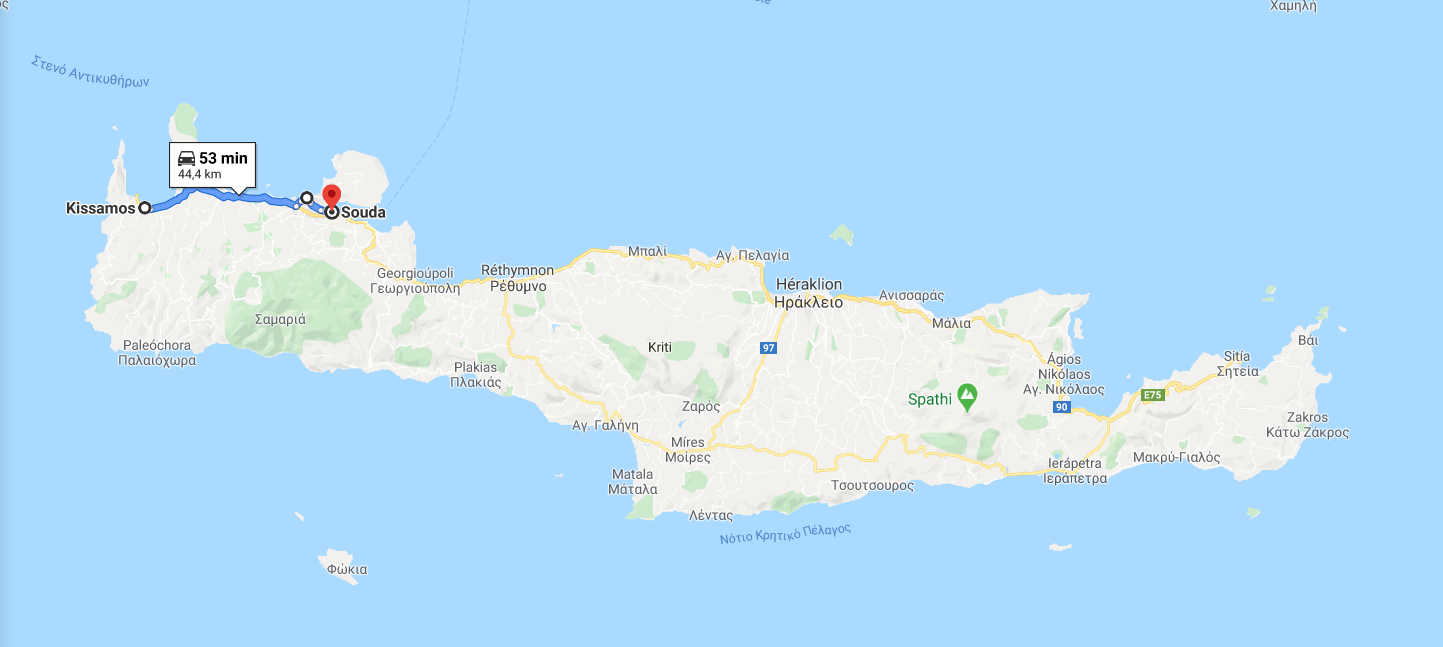 Χαμηλή
Στενό Αντικυθήρων
53 min
44,4 km
Kissamos
Souda
Georgioúpoli
Γεωργιούπολη
Réthymnon
Ρέθυμνο
Μπαλί
Αγ. Πελαγία
Héraklion
Ηράκλειο
Ανισσαράς
Μάλια
Σαμαριά
Paleóchora
Παλαιόχωρα
Plakias
Πλακιάς
Kriti
97
Ágios
Nikólaos
Αγ. Νικόλαος
Sitía
Σητεία
Βάι
Spathi
90
E75
Ζαρός
Αγ. Γαλήνη
Míres
Μοίρες
Matala
Μάταλα
Λέντας
Τσουτσουρος
Ierápetra
Ιεράπετρα
Μακρύ-Γιαλός
Zakros
Κάτω Ζάκρος
Νότιο Κρητικό Πέλαγος
Φώκια